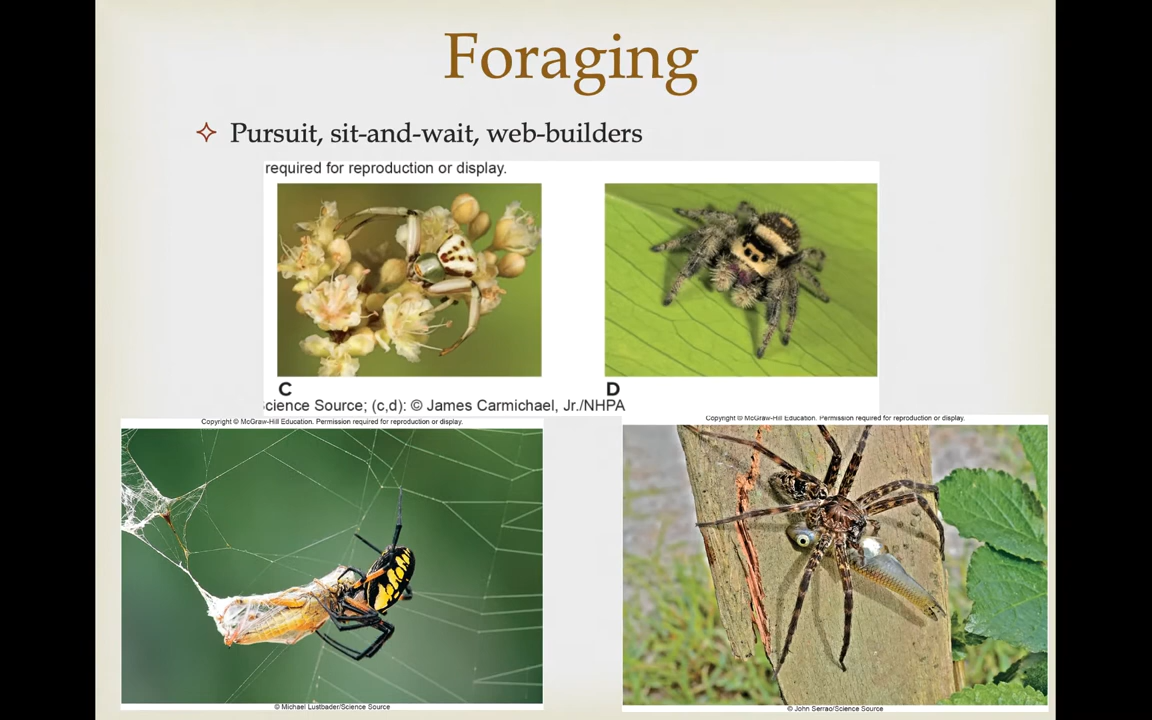 Foraging
Pursuit, sit-and-wait, web-builders
required for reproduction or display.
C
D
Science Source; (c,d): © James Carmichael, Jr./NHPA
Copyright © McGraw-Hill Education. Permission required for reproduction or display.
Copyright © McGraw-Hill Education. Permission required for reproduction or display.
© Michael Lustbader/Science Source
© John Serrao/Science Source